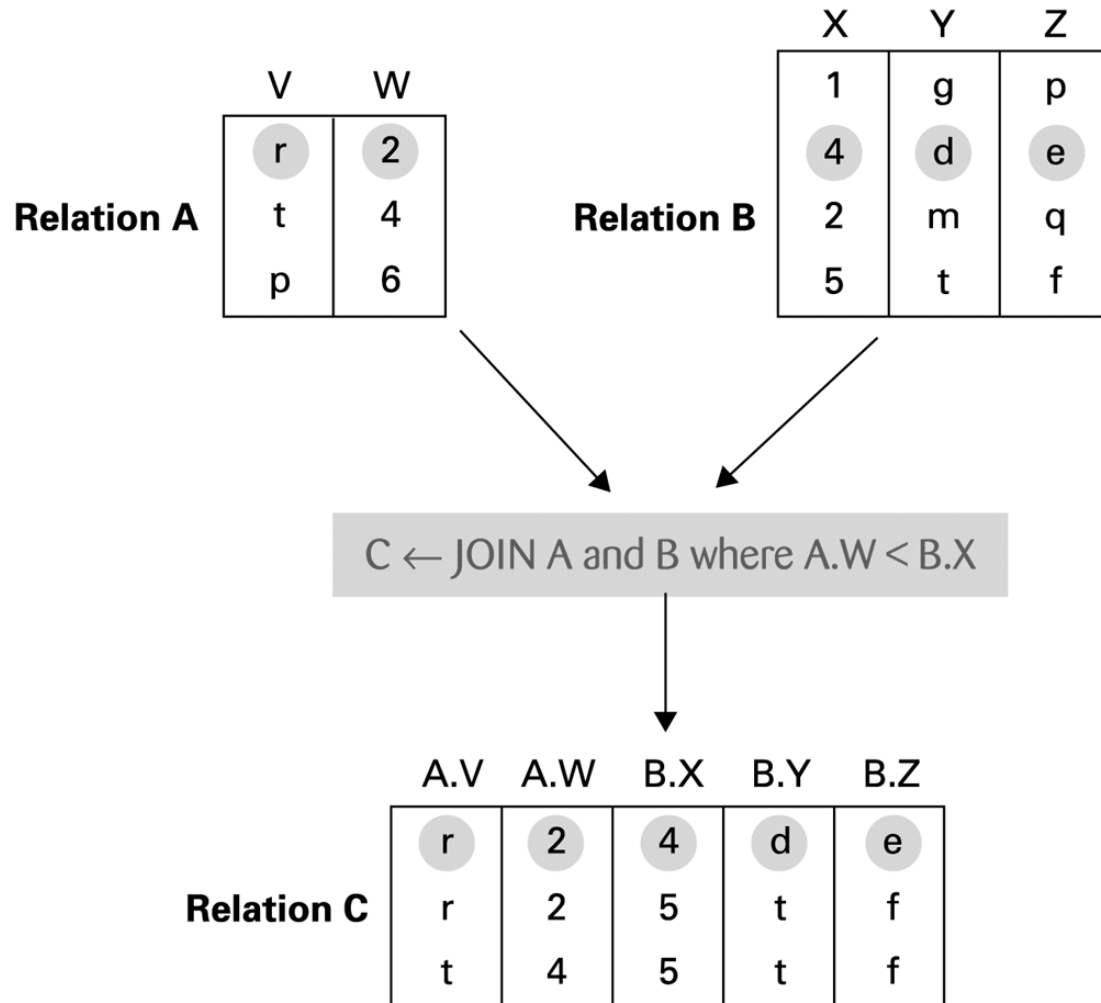 V W
r 2
Relation A t 4
p 6
X Y Z
1 g p
4 d e
Relation B 2 m q
5 t f
C ← JOIN A and B where A.W < B.X
A.V A.W B.X B.Y B.Z
r 2 4 d e
Relation C r 2 5 t f
t 4 5 t f